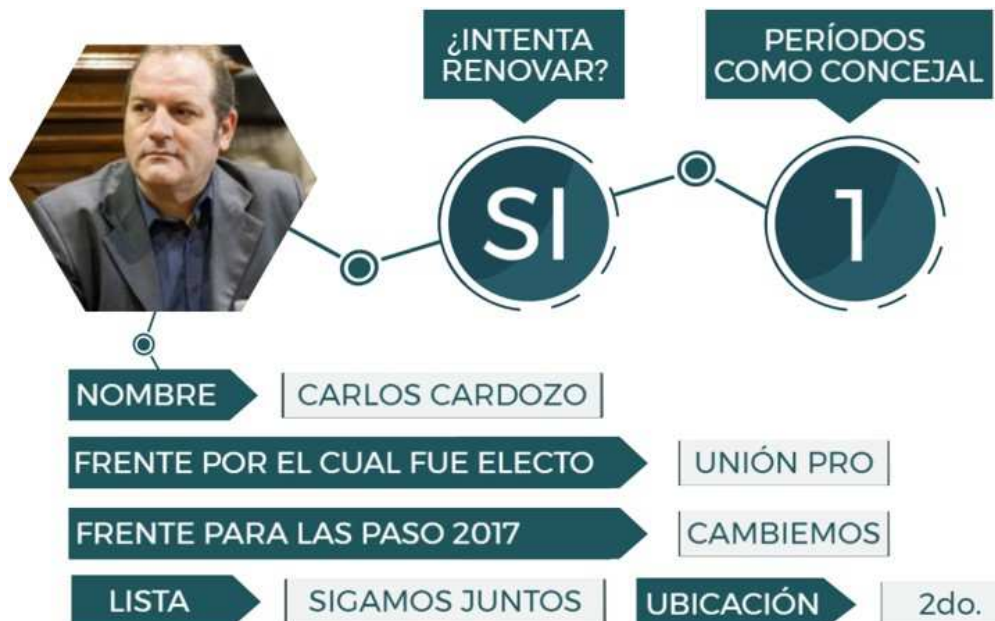 ¿INTENTA
RENOVAR?
PERÍODOS
COMO CONCEJAL
SI
1
NOMBRE
CARLOS CARDOZO
FRENTE POR EL CUAL FUE ELECTO
UNIÓN PRO
FRENTE PARA LAS PASO 2017
CAMBIEMOS
LISTA
SIGAMOS JUNTOS
UBICACIÓN
2do.